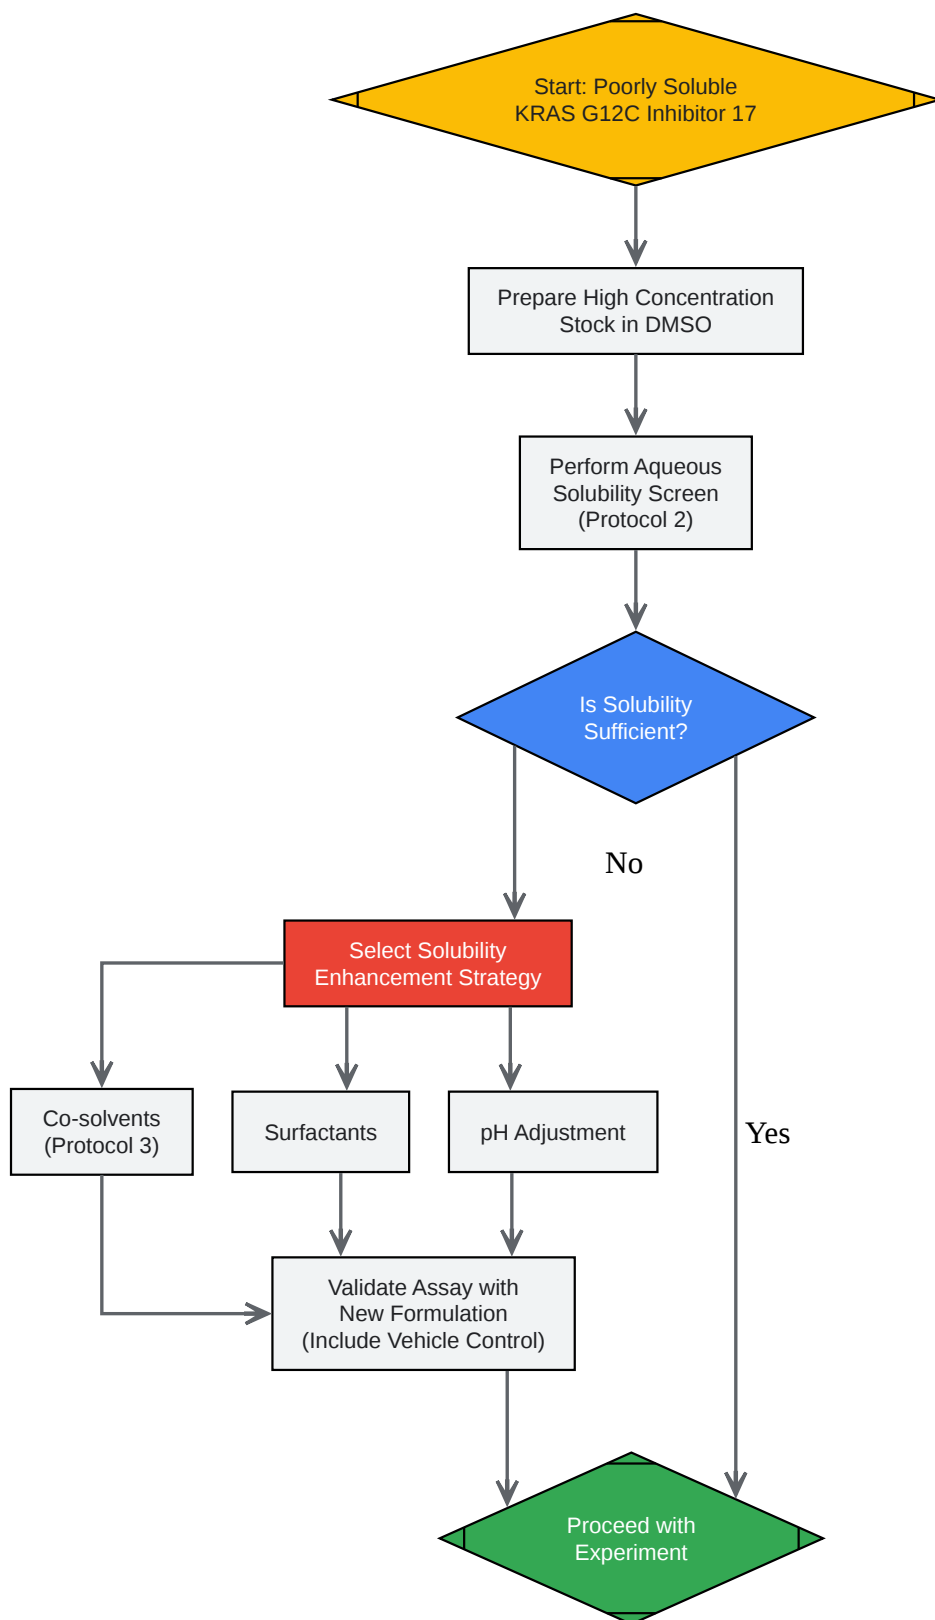 Start: Poorly Soluble
KRAS G12C Inhibitor 17
Prepare High Concentration
Stock in DMSO
Perform Aqueous
Solubility Screen
(Protocol 2)
Is Solubility
Sufficient?
No
Select Solubility
Enhancement Strategy
Co-solvents
(Protocol 3)
Surfactants
pH Adjustment
Yes
Validate Assay with
New Formulation
(Include Vehicle Control)
Proceed with
Experiment